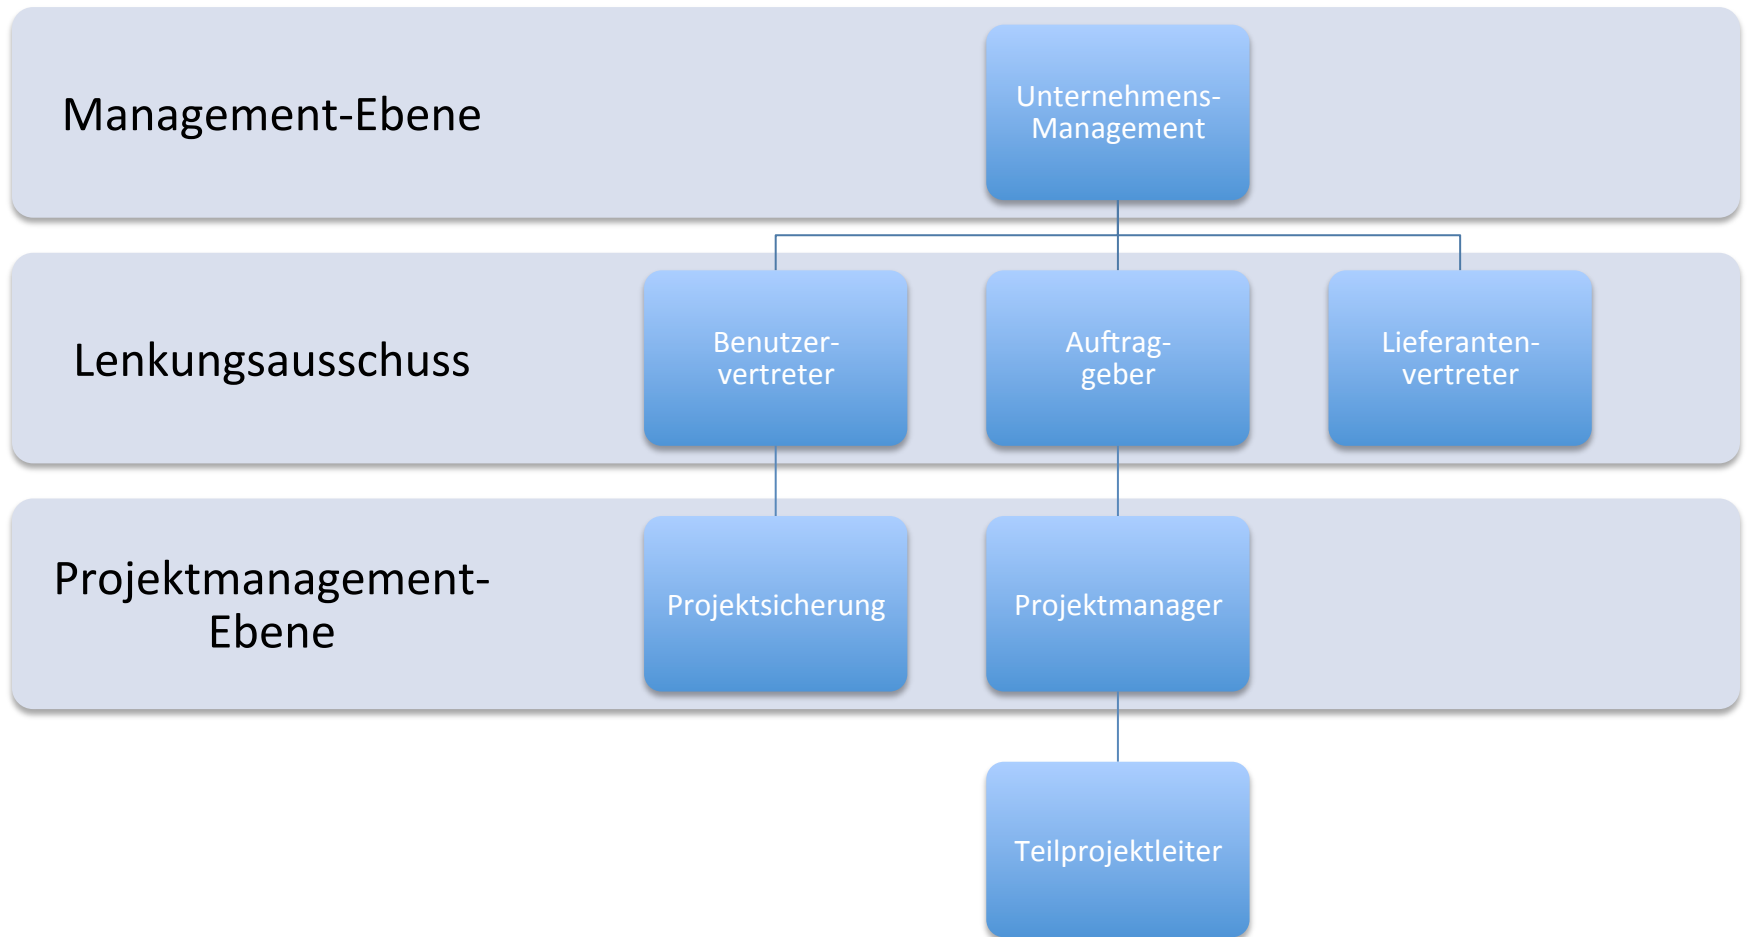 Management-Ebene
Unternehmens-
Management
Lenkungsausschuss
Benutzer-
vertreter
Auftrag-
geber
Lieferanten-
vertreter
Projektmanagement-
Ebene
Projektsicherung
Projektmanager
Teilprojektleiter